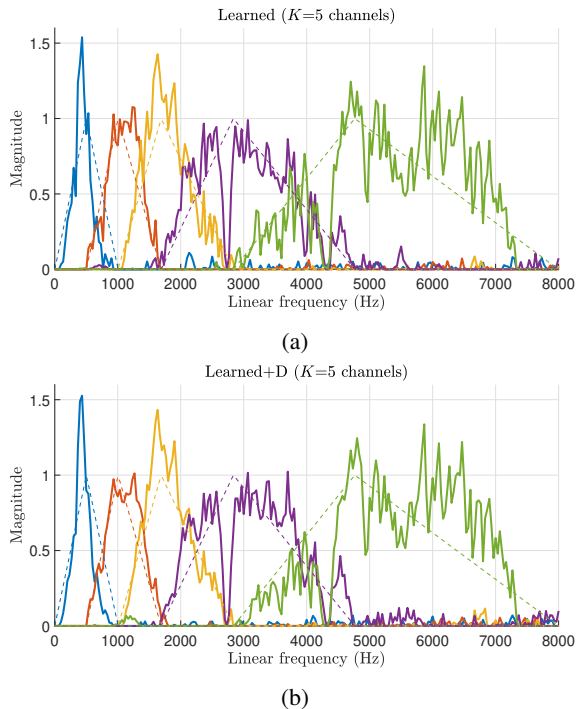 Learned (K=5 channels)
1.5
1
0.5
0
Magnitude
0 1000 2000 3000 4000 5000 6000 7000 8000
Linear frequency (Hz)
(a)
Learned+D (K=5 channels)
1.5
1
0.5
0
Magnitude
0 1000 2000 3000 4000 5000 6000 7000 8000
Linear frequency (Hz)
(b)